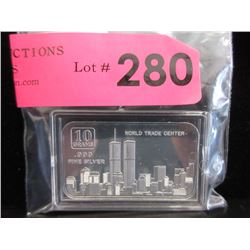 CTIONS
S
n.com
Lot # 280
10
GRAMS
.999
FINE SILVER
WORLD TRADE CENTER